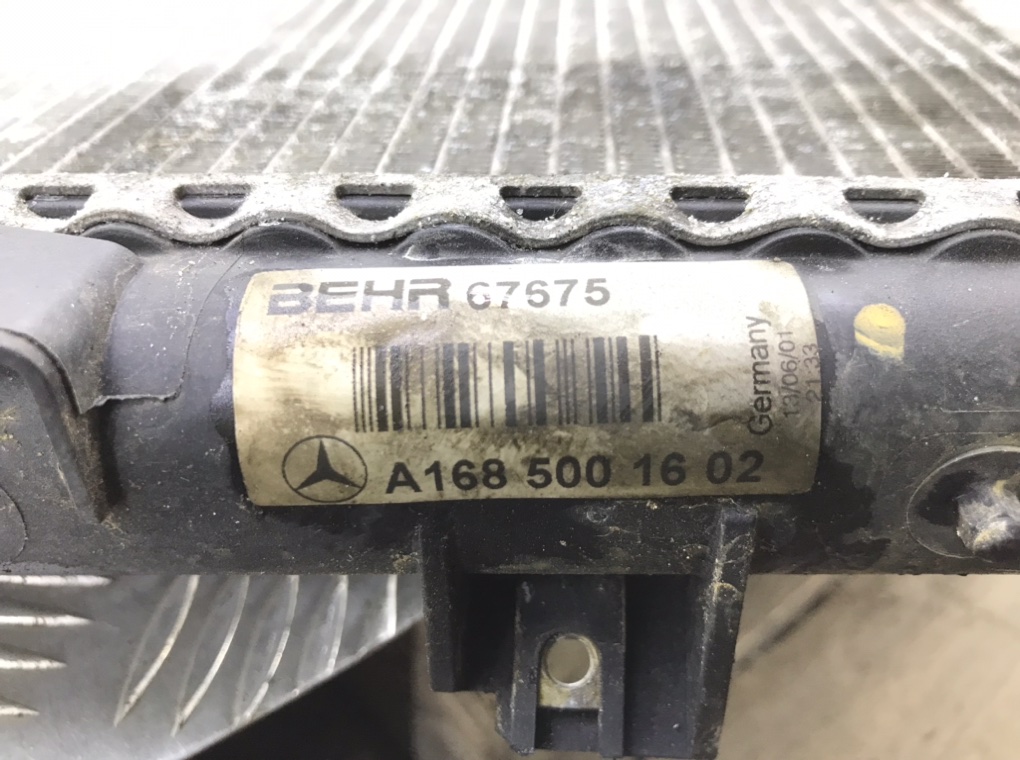 BEHR 67675
Germany
13/06/01
21:33
A168 500 16 02